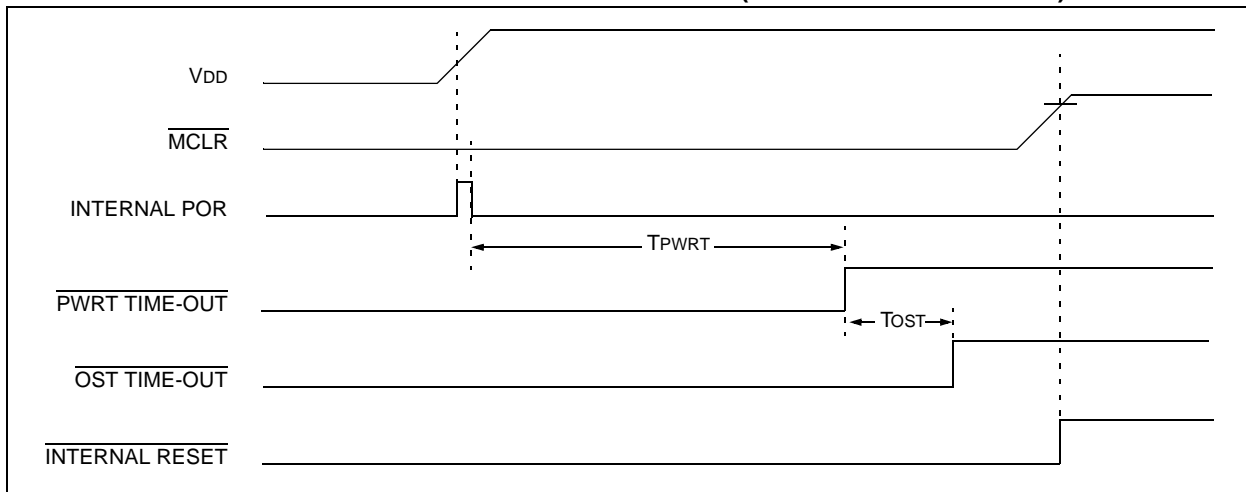 VDD
MCLR
INTERNAL POR
TPWRT
PWRT TIME-OUT
TOST
OST TIME-OUT
INTERNAL RESET